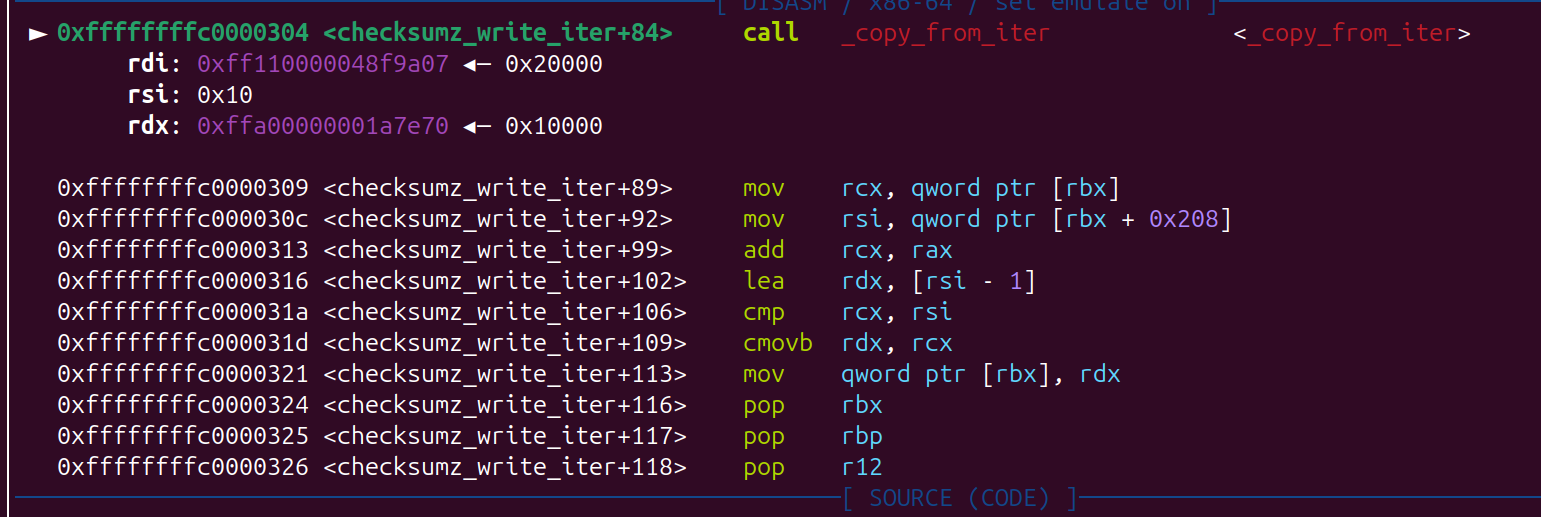 [ DISASM / x86-64 / set emulate on ]
► 0xffffffffc0000304 <checksumz_write_iter+84> call _copy_from_iter <_copy_from_iter>
rdi: 0xff110000048f9a07 ◂— 0x20000
rsi: 0x10
rdx: 0xffa00000001a7e70 ◂— 0x10000
0xffffffffc0000309 <checksumz_write_iter+89> mov rcx, qword ptr [rbx]
0xffffffffc000030c <checksumz_write_iter+92> mov rsi, qword ptr [rbx + 0x208]
0xffffffffc0000313 <checksumz_write_iter+99> add rcx, rax
0xffffffffc0000316 <checksumz_write_iter+102> lea rdx, [rsi - 1]
0xffffffffc000031a <checksumz_write_iter+106> cmp rcx, rsi
0xffffffffc000031d <checksumz_write_iter+109> cmovb rdx, rcx
0xffffffffc0000321 <checksumz_write_iter+113> mov qword ptr [rbx], rdx
0xffffffffc0000324 <checksumz_write_iter+116> pop rbx
0xffffffffc0000325 <checksumz_write_iter+117> pop rbp
0xffffffffc0000326 <checksumz_write_iter+118> pop r12
[ SOURCE (CODE) ]